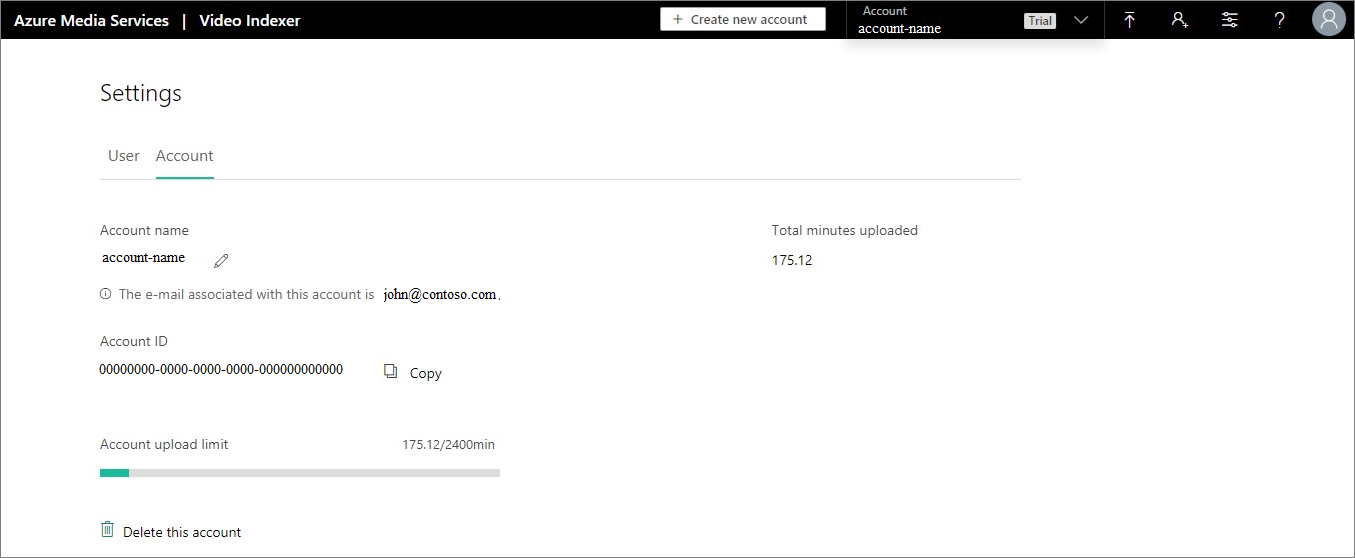 Azure Media Services | Video Indexer
+ Create new account
Account
account-name
Trial
?
Settings
User Account
Account name
account-name
The e-mail associated with this account is john@contoso.com.
Total minutes uploaded
175.12
Account ID
00000000-0000-0000-0000-000000000000
Copy
Account upload limit 175.12/2400min
Delete this account